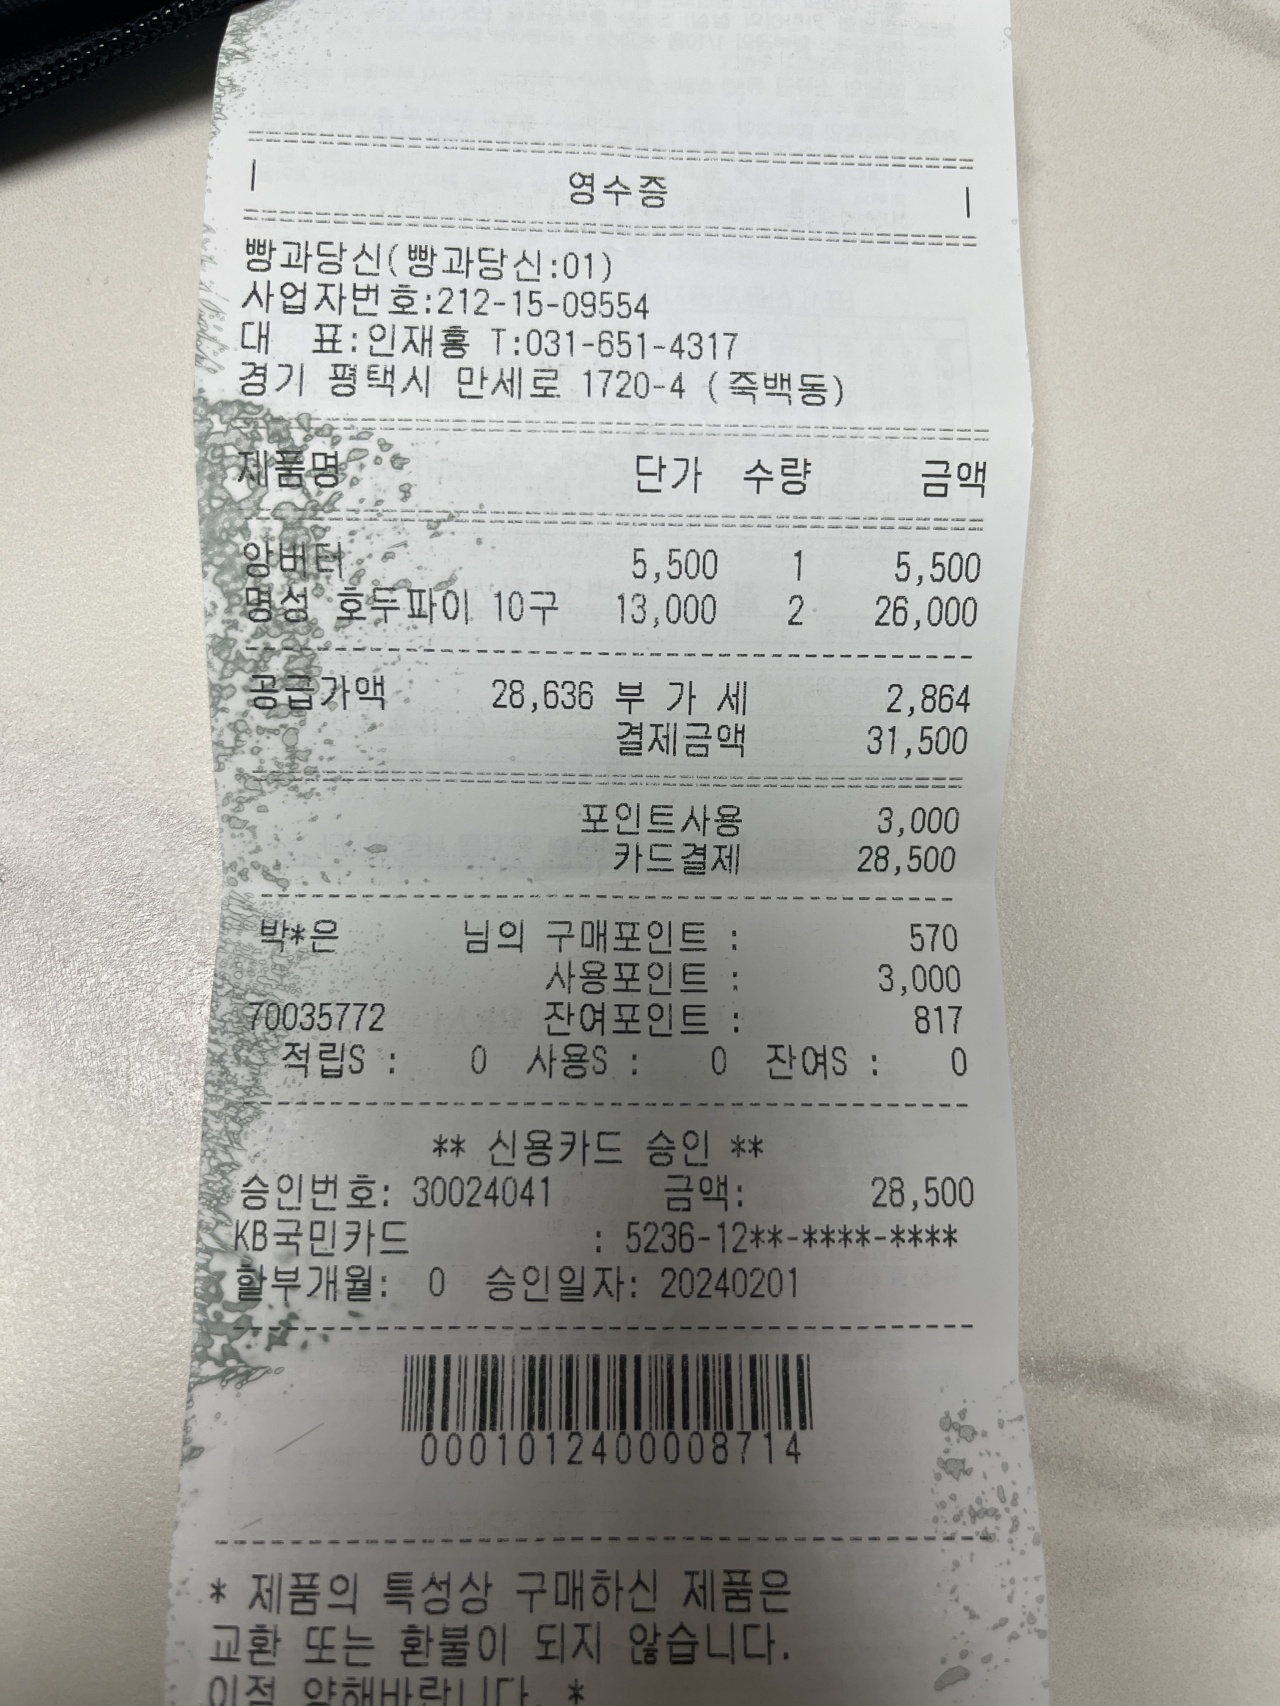 영수증
빵과당신(빵과당신:01)
사업자번호:212-15-09554
대 표:인재홍 T:031-651-4317
경기 평택시 만세로 1720-4 (죽백동)
제품명 단가 수량 금액
앙버터 5,500 1 5,500
명성 호두파이 10구 13,000 2 26,000
공급가액 28,636 부 가 세 2,864
결제금액 31,500
포인트사용 3,000
카드결제 28,500
박*은 님의 구매포인트 : 570
사용포인트 : 3,000
70035772 잔여포인트 : 817
적립S : 0 사용S : 0 잔여S : 0
** 신용카드 승인 **
승인번호: 30024041 금액: 28,500
KB국민카드 : 5236-12**-****-****
할부개월: 0 승인일자: 20240201
0001012400008714
* 제품의 특성상 구매하신 제품은
교환 또는 환불이 되지 않습니다.
이점 양해바랍니다. *